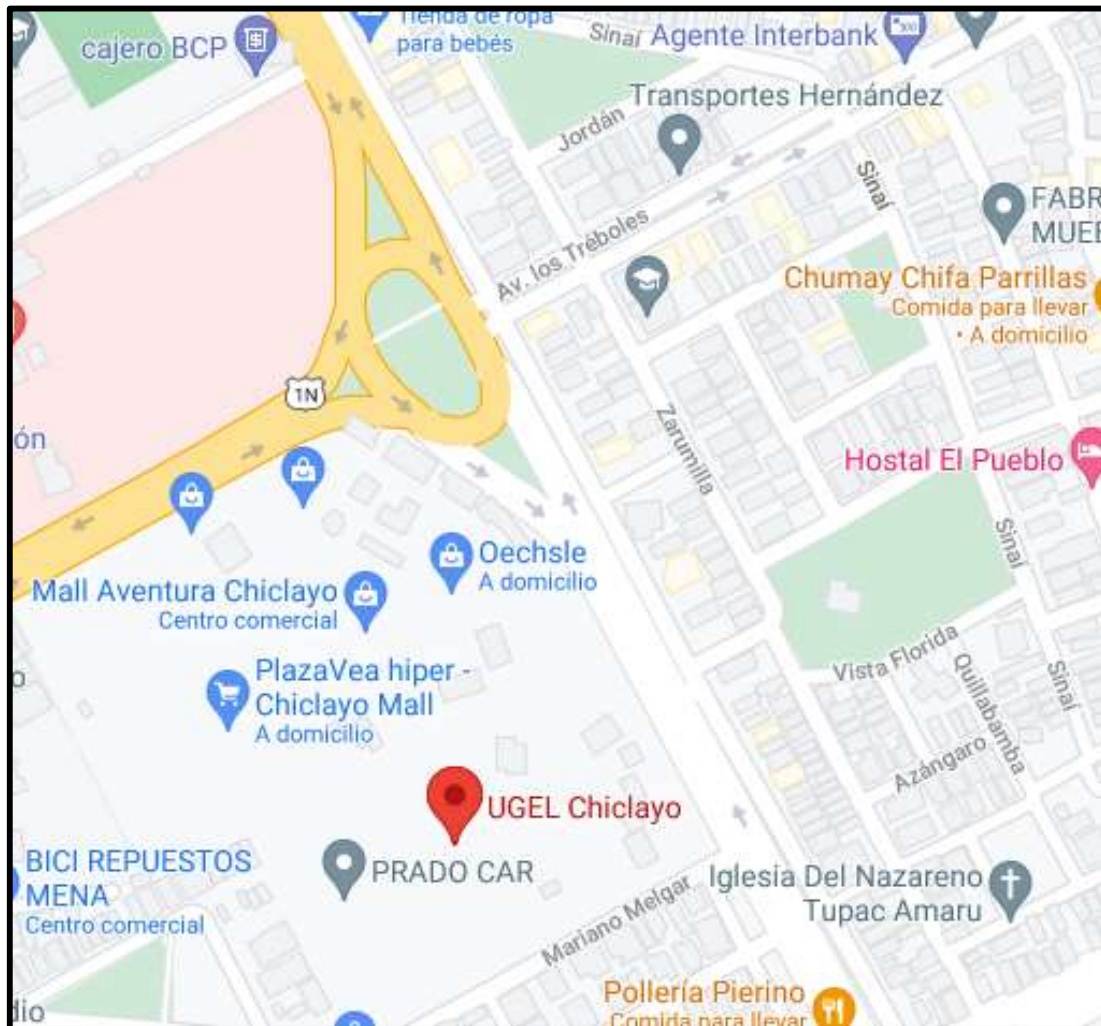 Tienda de ropa
para bebés
cajero BCP
Sinaí
Agente Interbank
Transportes Hernández
Jordán
Sinaí
FABR
MUEB
Av. los Tréboles
Chumay Chifa Parrillas
Comida para llevar
· A domicilio
1N
ón
Zarumilla
Hostal El Pueblo
Sinaí
Oechsle
A domicilio
Mall Aventura Chiclayo
Centro comercial
PlazaVea hiper -
Chiclayo Mall
A domicilio
o
Vista Florida
Quillabamba
Sinaí
Azángaro
UGEL Chiclayo
PRADO CAR
BICI REPUESTOS
MENA
Centro comercial
Mariano Melgar
Iglesia Del Nazareno
Tupac Amaru
Pollería Pierino
Comida para llevar
dio